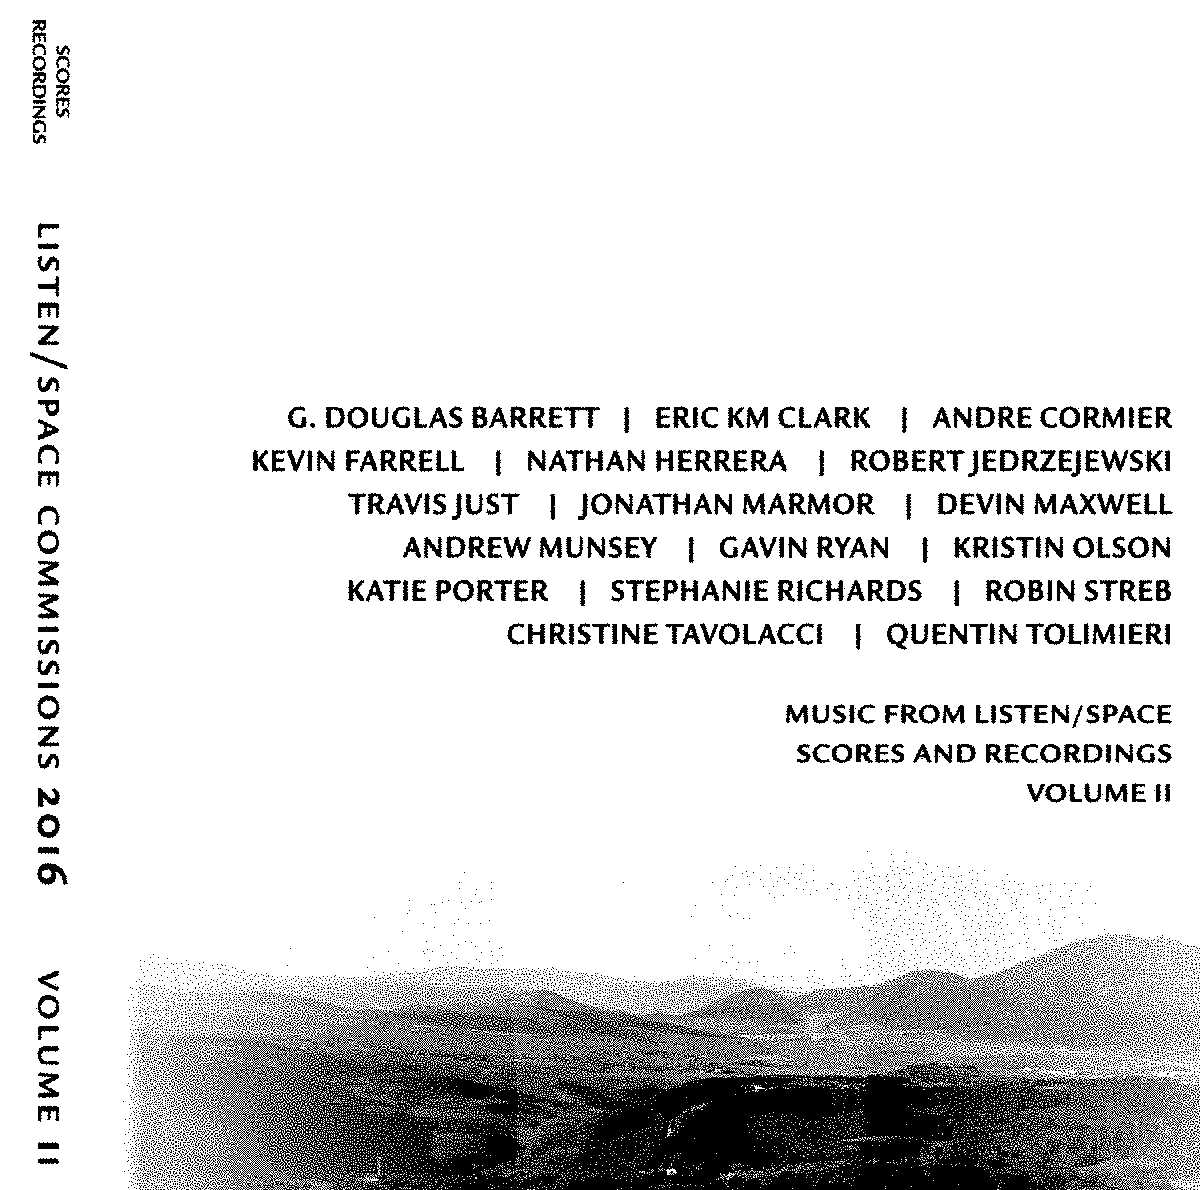 SCORES
RECORDINGS
LISTEN/SPACE COMMISSIONS 2016
VOLUME II
G. DOUGLAS BARRETT | ERIC KM CLARK | ANDRE CORMIER
KEVIN FARRELL | NATHAN HERRERA | ROBERT JEDRZEJEWSKI
TRAVIS JUST | JONATHAN MARMOR | DEVIN MAXWELL
ANDREW MUNSEY | GAVIN RYAN | KRISTIN OLSON
KATIE PORTER | STEPHANIE RICHARDS | ROBIN STREB
CHRISTINE TAVOLACCI | QUENTIN TOLIMIERI
MUSIC FROM LISTEN/SPACE
SCORES AND RECORDINGS
VOLUME II